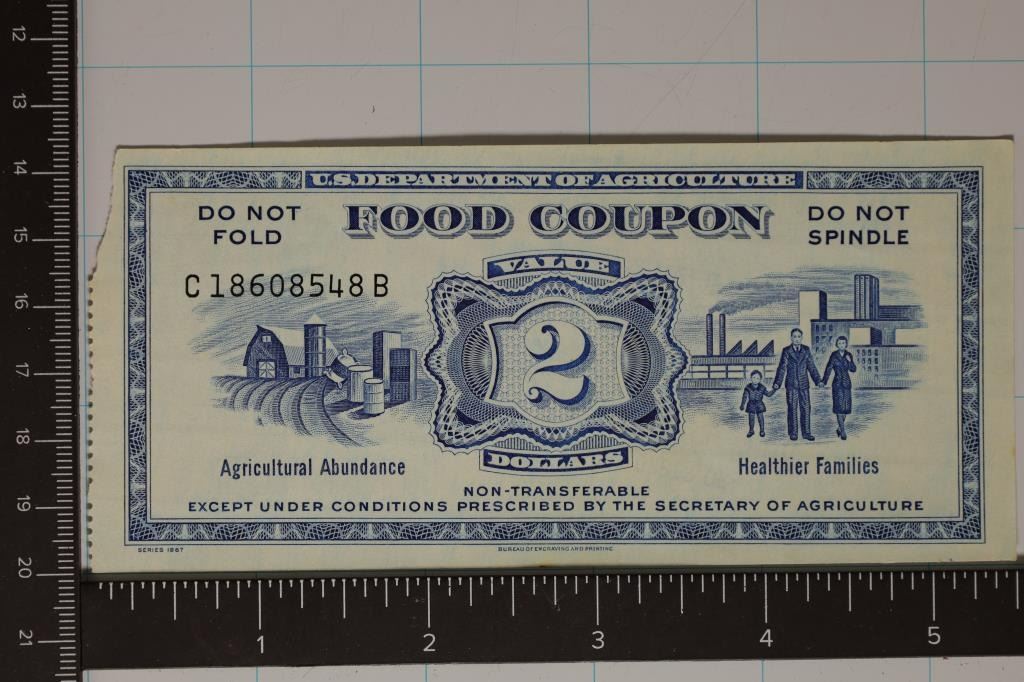 U.S. DEPARTMENT OF AGRICULTURE
DO NOT FOLD
FOOD COUPON
DO NOT SPINDLE
C18608548B
VALUE
2
DOLLARS
Agricultural Abundance
Healthier Families
NON-TRANSFERABLE
EXCEPT UNDER CONDITIONS PRESCRIBED BY THE SECRETARY OF AGRICULTURE
SERIES 1967
BUREAU OF ENGRAVING AND PRINTING
12
13
14
15
16
17
18
19
20
21
1 2 3 4 5